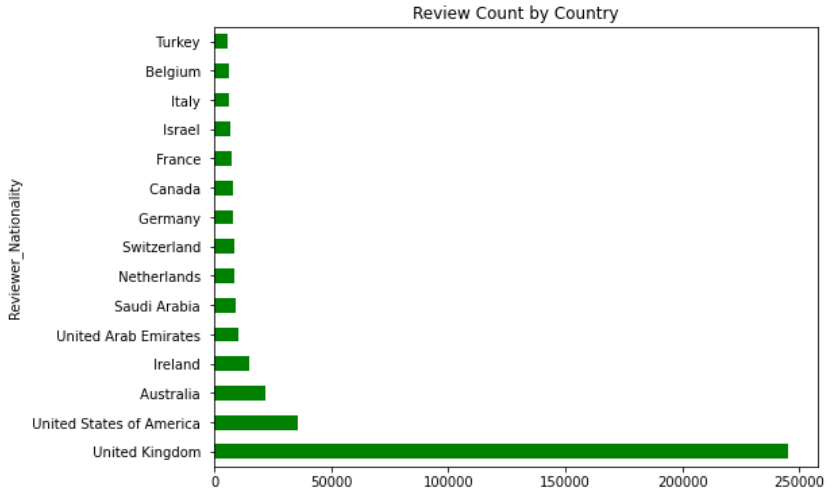 Review Count by Country
Turkey
Belgium
Italy
Israel
France
Canada
Germany
Switzerland
Netherlands
Saudi Arabia
United Arab Emirates
Ireland
Australia
United States of America
United Kingdom
Reviewer_Nationality
0 50000 100000 150000 200000 250000